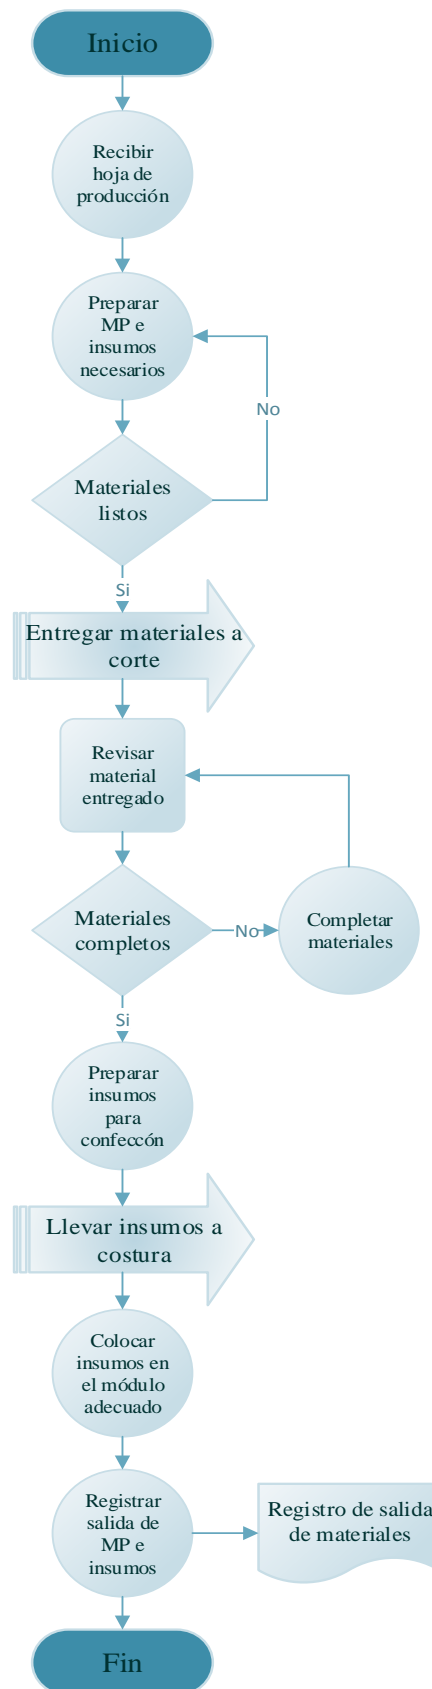 Inicio
Recibir
hoja de
producción
Preparar
MP e
insumos
necesarios
No
Materiales
listos
Si
Entregar materiales a
corte
Revisar
material
entregado
Materiales
completos
No
Completar
materiales
Si
Preparar
insumos
para
confeccón
Llevar insumos a
costura
Colocar
insumos en
el módulo
adecuado
Registrar
salida de
MP e
insumos
Registro de salida
de materiales
Fin